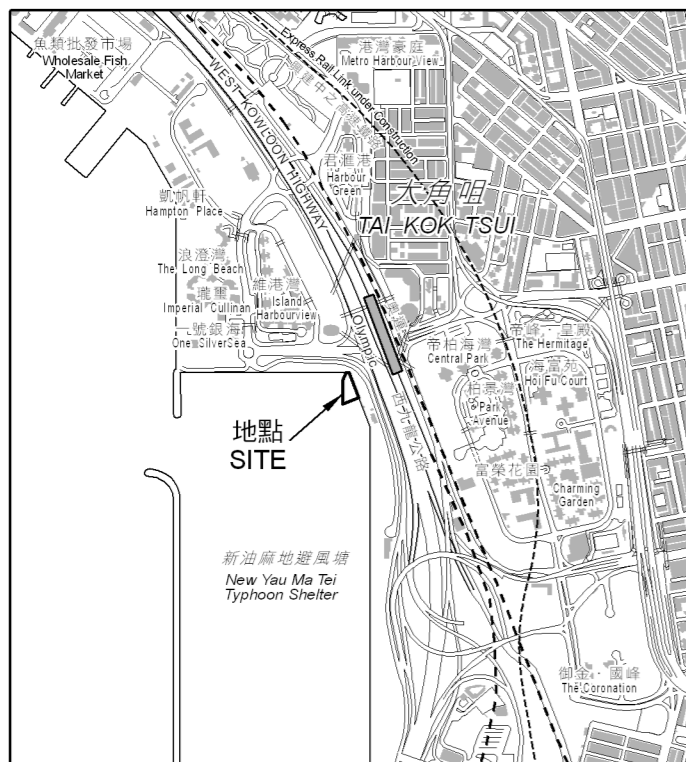 魚類批發市場
Wholesale Fish
Market
WEST KOWLOON HIGHWAY
Express Rail Link under Construction
港灣豪庭
Metro Harbour View
君滙港
Harbour
Green
大角咀
TAI KOK TSUI
凱帆軒
Hampton Place
浪澄灣
The Long Beach
瓏璽
Imperial Cullinan
一號銀海
One SilverSea
維港灣
Island
Harbourview
Olympic
帝柏海灣
Central Park
帝峰．皇殿
The Hermitage
海富苑
Hoi Fu Court
柏景灣
Park
Avenue
西九龍公路
地點
SITE
富榮花園
Charming
Garden
新油麻地避風塘
New Yau Ma Tei
Typhoon Shelter
御金．國峰
The Coronation